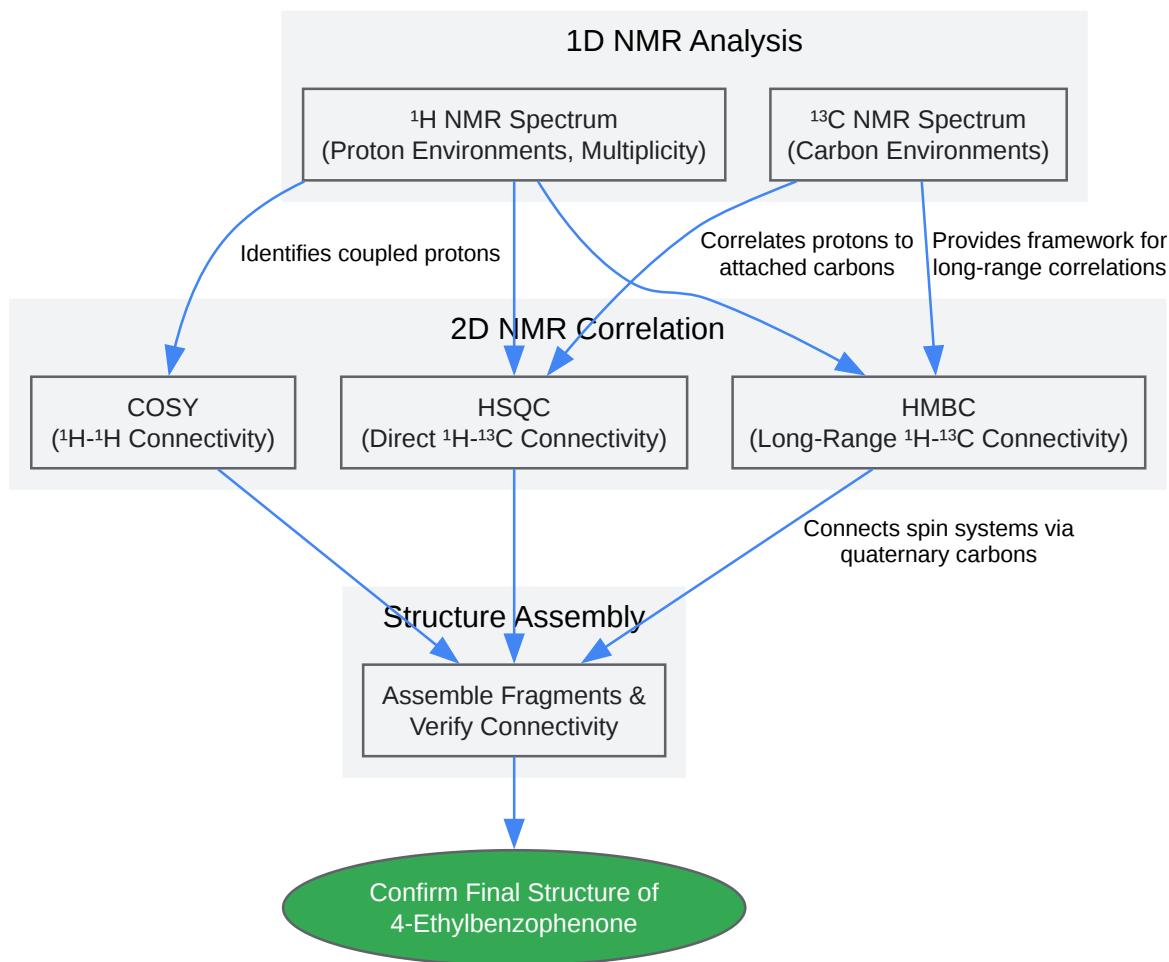 1D NMR Analysis
¹H NMR Spectrum
(Proton Environments, Multiplicity)
¹³C NMR Spectrum
(Carbon Environments)
Identifies coupled protons
Correlates protons to
attached carbons
Provides framework for
long-range correlations
2D NMR Correlation
COSY
(¹H-¹H Connectivity)
HSQC
(Direct ¹H-¹³C Connectivity)
HMBC
(Long-Range ¹H-¹³C Connectivity)
Connects spin systems via
quaternary carbons
Structure Assembly
Assemble Fragments &
Verify Connectivity
Confirm Final Structure of
4-Ethylbenzophenone